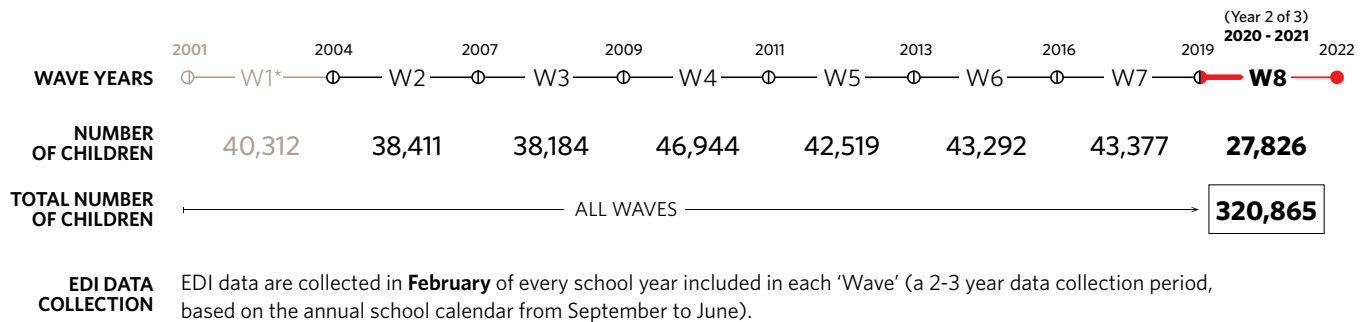 (Year 2 of 3)
2020 - 2021
2001 2004 2007 2009 2011 2013 2016 2019 2022
WAVE YEARS W1* W2 W3 W4 W5 W6 W7 W8
NUMBER
OF CHILDREN 40,312 38,411 38,184 46,944 42,519 43,292 43,377 27,826
TOTAL NUMBER
OF CHILDREN ALL WAVES 320,865
EDI DATA
COLLECTION
EDI data are collected in February of every school year included in each ‘Wave’ (a 2-3 year data collection period,
based on the annual school calendar from September to June).